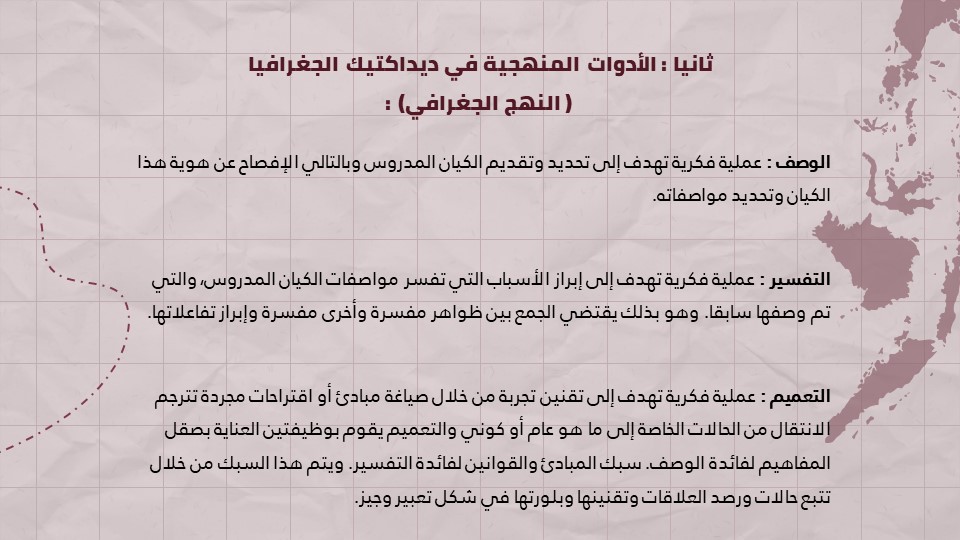 ثانيا : الأدوات المنهجية في ديداكتيك الجغرافيا
( النهج الجغرافي) :
الوصف : عملية فكرية تهدف إلى تحديد وتقديم الكيان المدروس وبالتالي الإفصاح عن هوية هذا
الكيان وتحديد مواصفاته.
التفسير : عملية فكرية تهدف إلى إبراز الأسباب التي تفسر مواصفات الكيان المدروس، والتي
تم وصفها سابقا. وهو بذلك يقتضي الجمع بين ظواهر مفسرة وأخرى مفسرة وإبراز تفاعلاتها.
التعميم : عملية فكرية تهدف إلى تقنين تجربة من خلال صياغة مبادئ أو اقتراحات مجردة تترجم
الانتقال من الحالات الخاصة إلى ما هو عام أو كوني والتعميم يقوم بوظيفتين العناية بصقل
المفاهيم لفائدة الوصف. سبك المبادئ والقوانين لفائدة التفسير. ويتم هذا السبك من خلال
تتبع حالات ورصد العلاقات وتقنينها وبلورتها في شكل تعبير وجيز.